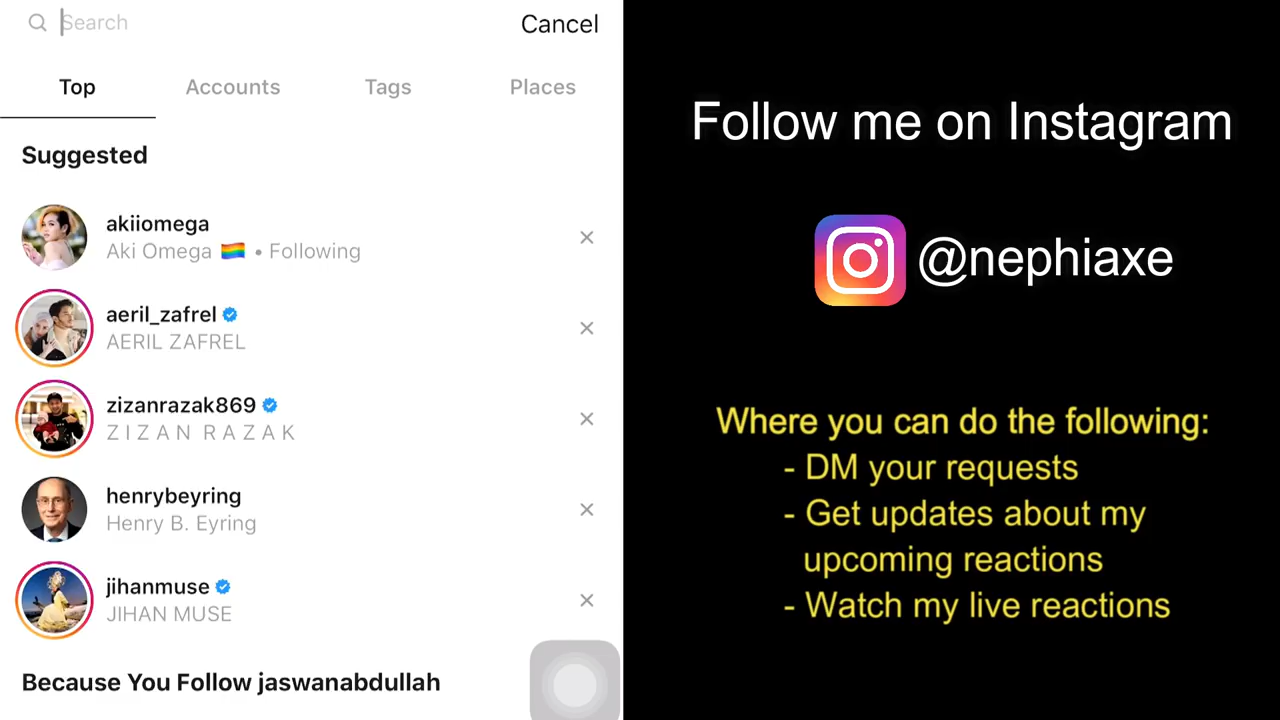 Search
Cancel
Top
Accounts
Tags
Places
Suggested
akiiomega
Aki Omega 🏳️‍🌈 • Following
aeril_zafrel
AERIL ZAFREL
zizanrazak869
Z I Z A N R A Z A K
henrybeyring
Henry B. Eyring
jihanmuse
JIHAN MUSE
Because You Follow jaswanabdullah
Follow me on Instagram
@nephiaxe
Where you can do the following:
- DM your requests
- Get updates about my
upcoming reactions
- Watch my live reactions